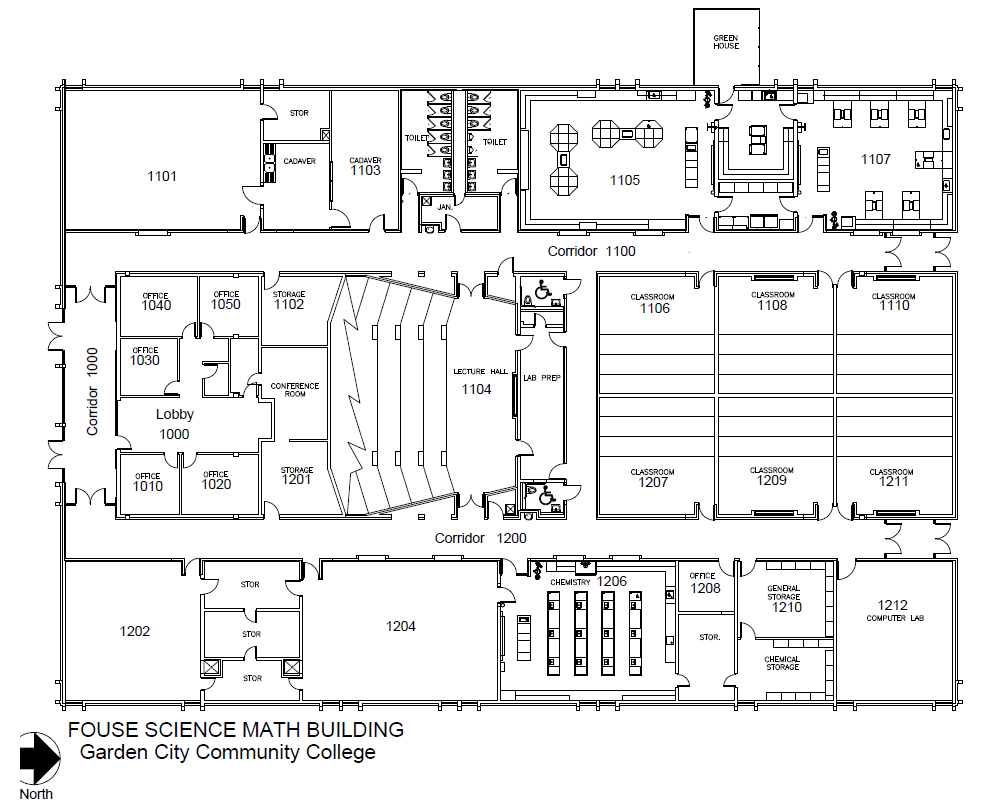 GREEN
HOUSE
STOR
TOILET
TOILET
CADAVER
CADAVER
1103
1101
1105
1107
JAN.
Corridor 1100
OFFICE
1040
OFFICE
1050
STORAGE
1102
CLASSROOM
1106
CLASSROOM
1108
CLASSROOM
1110
OFFICE
1030
Corridor 1000
CONFERENCE
ROOM
LECTURE HALL
1104
LAB PREP
Lobby
1000
OFFICE
1010
OFFICE
1020
STORAGE
1201
CLASSROOM
1207
CLASSROOM
1209
CLASSROOM
1211
Corridor 1200
STOR
CHEMISTRY 1206
OFFICE
1208
GENERAL
STORAGE
1210
1212
COMPUTER LAB
1202
STOR
1204
STOR.
CHEMICAL
STORAGE
STOR
FOUSE SCIENCE MATH BUILDING
Garden City Community College
North